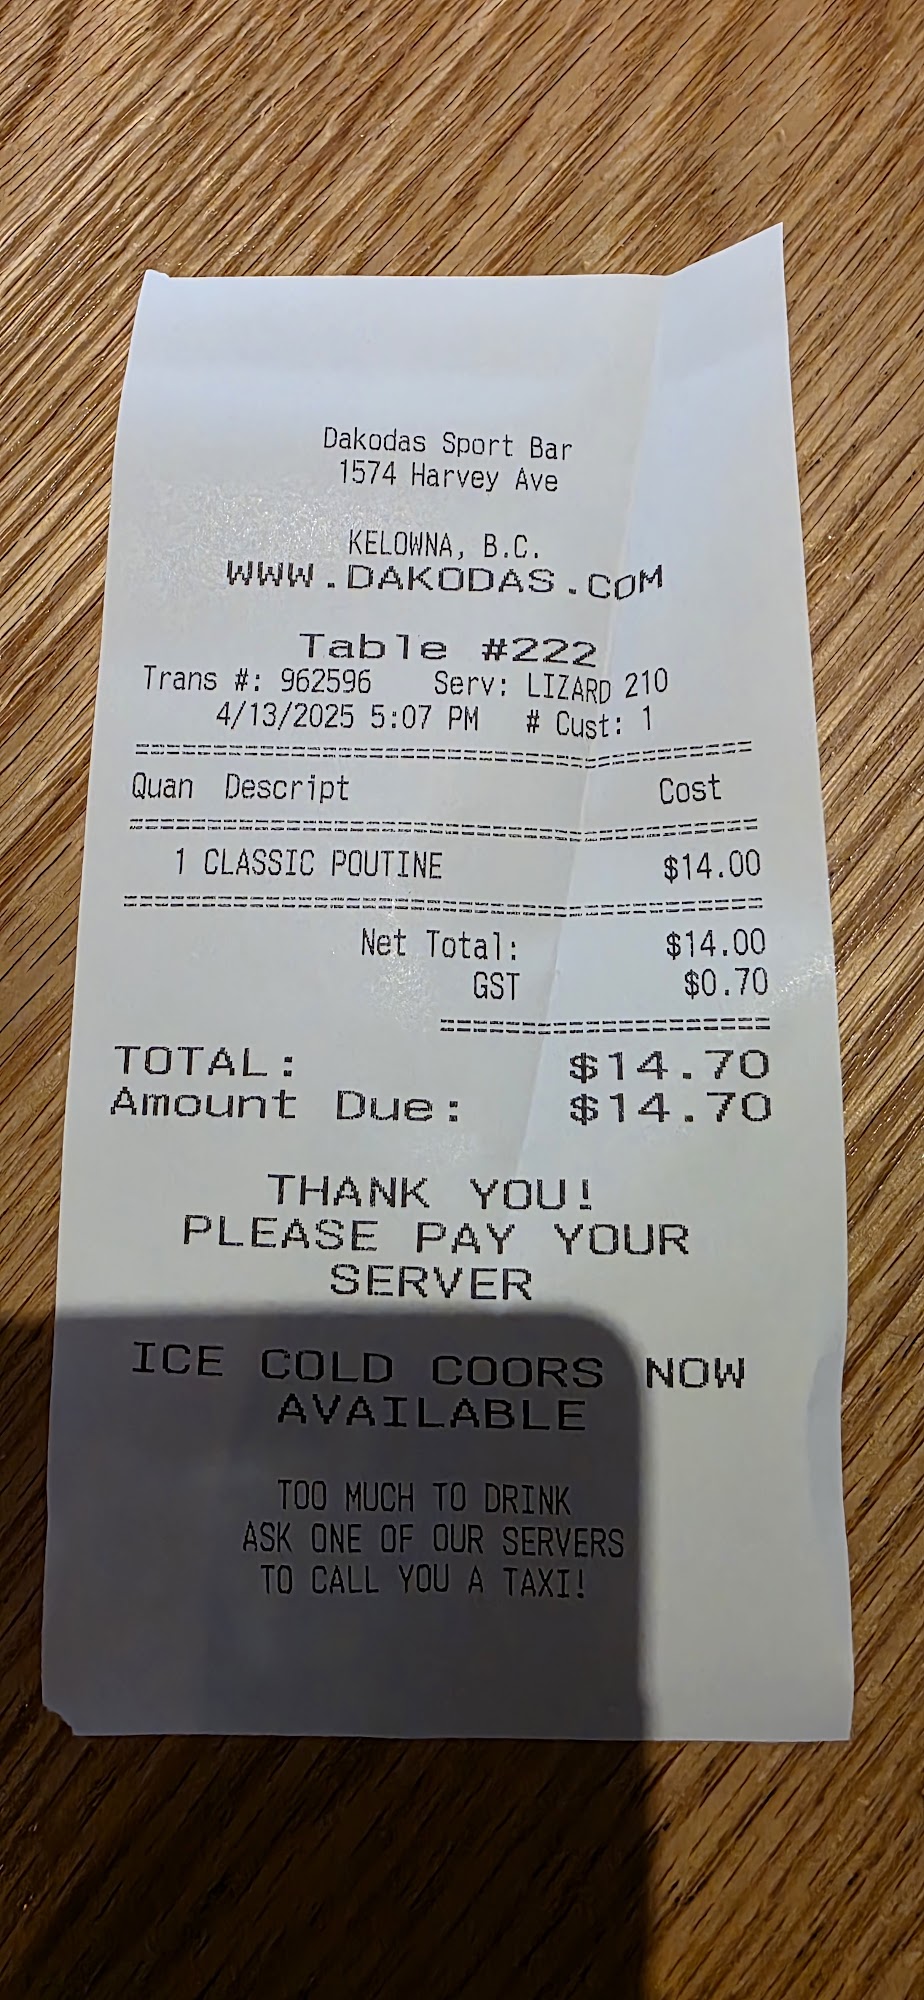 Dakodas Sport Bar
1574 Harvey Ave
KELOWNA, B.C.
WWW.DAKODAS.COM
Table #222
Trans #: 962596 Serv: LIZARD 210
4/13/2025 5:07 PM # Cust: 1
Quan Descript Cost
1 CLASSIC POUTINE $14.00
Net Total: $14.00
GST $0.70
TOTAL: $14.70
Amount Due: $14.70
THANK YOU!
PLEASE PAY YOUR
SERVER
ICE COLD COORS NOW
AVAILABLE
TOO MUCH TO DRINK
ASK ONE OF OUR SERVERS
TO CALL YOU A TAXI!